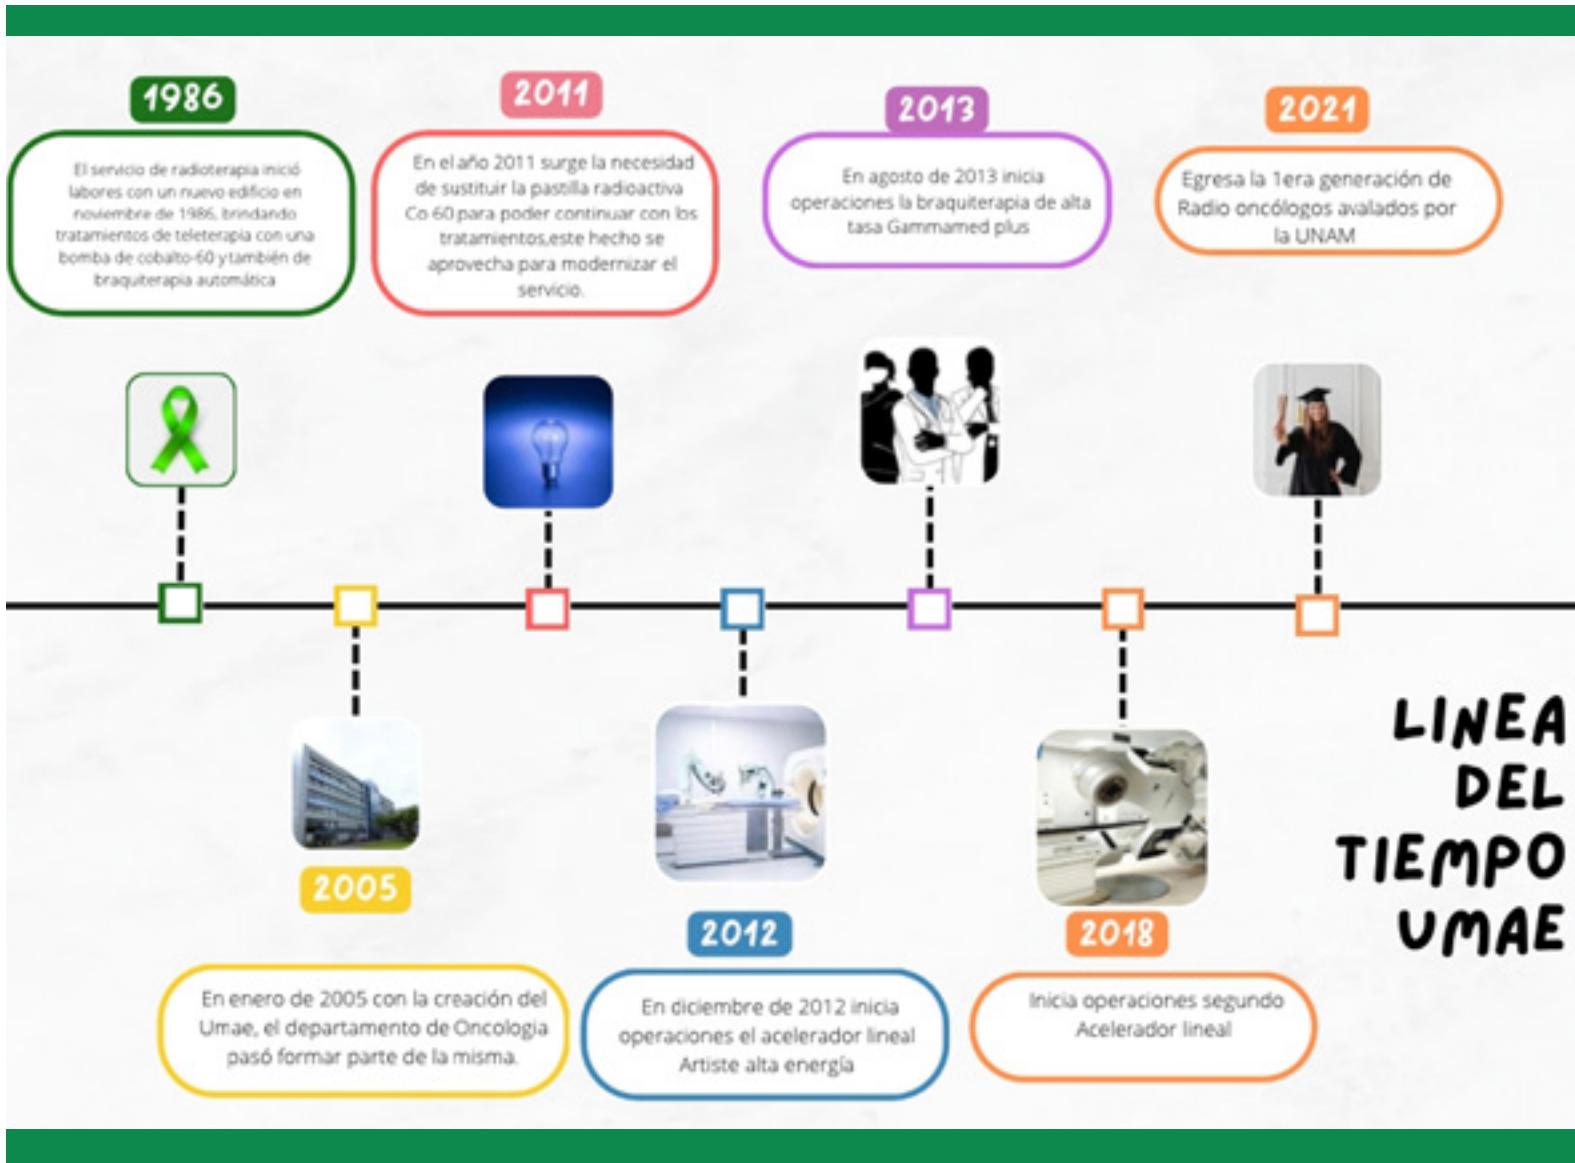 1986
El servicio de radioterapia inició
labores con un nuevo edificio en
noviembre de 1986, brindando
tratamientos de teleterapia con una
bomba de cobalto-60 y también de
braquiterapia automática
2011
En el año 2011 surge la necesidad
de sustituir la pastilla radioactiva
Co 60 para poder continuar con los
tratamientos,este hecho se
aprovecha para modernizar el
servicio.
2013
En agosto de 2013 inicia
operaciones la braquiterapia de alta
tasa Gammamed plus
2021
Egresa la 1era generación de
Radio oncólogos avalados por
la UNAM
2005
En enero de 2005 con la creación del
Umae, el departamento de Oncologia
pasó formar parte de la misma.
2012
En diciembre de 2012 inicia
operaciones el acelerador lineal
Artiste alta energía
2018
Inicia operaciones segundo
Acelerador lineal
LINEA
DEL
TIEMPO
UMAE